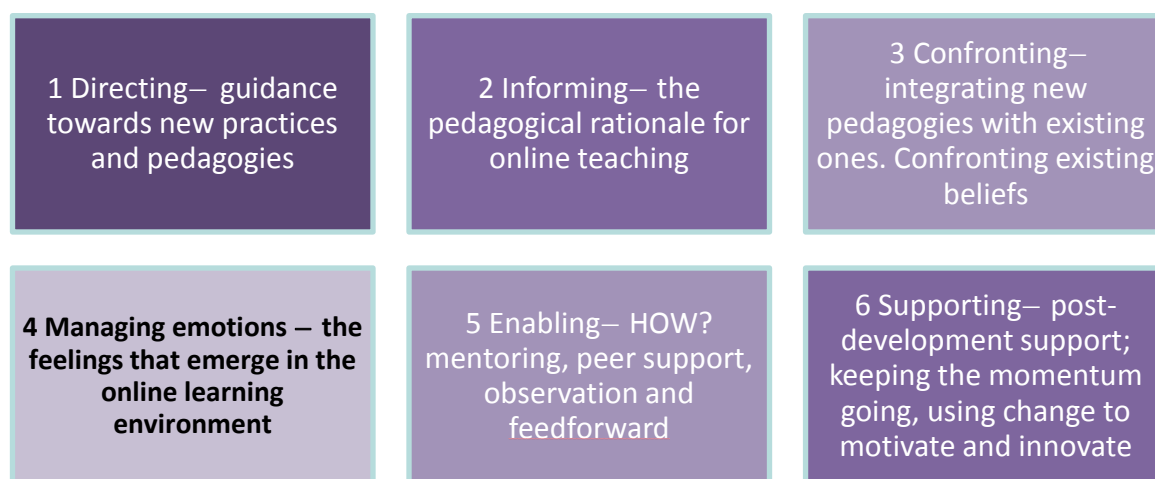 1 Directing– guidance
towards new practices
and pedagogies
2 Informing– the
pedagogical rationale for
online teaching
3 Confronting–
integrating new
pedagogies with existing
ones. Confronting existing
beliefs
4 Managing emotions – the
feelings that emerge in the
online learning
environment
5 Enabling– HOW?
mentoring, peer support,
observation and
feedforward
6 Supporting– post-
development support;
keeping the momentum
going, using change to
motivate and innovate